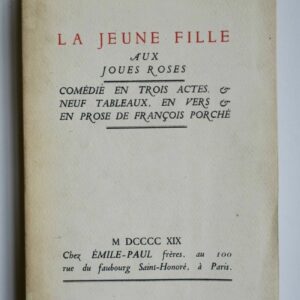 LA JEUNE FILLE
AUX
JOUES ROSES
COMÉDIE EN TROIS ACTES, &
NEUF TABLEAUX, EN VERS &
EN PROSE DE FRANÇOIS PORCHÉ
M DCCCC XIX
Chez ÉMILE-PAUL frères, au 100
rue du faubourg Saint-Honoré, à Paris.